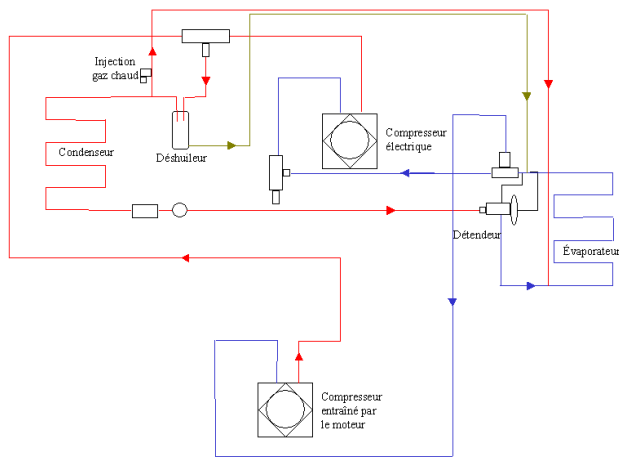 Injection
gaz chaud
Compresseur
électrique
Condenseur
Déshuileur
Détendeur
Évaporateur
Compresseur
entraîné par
le moteur